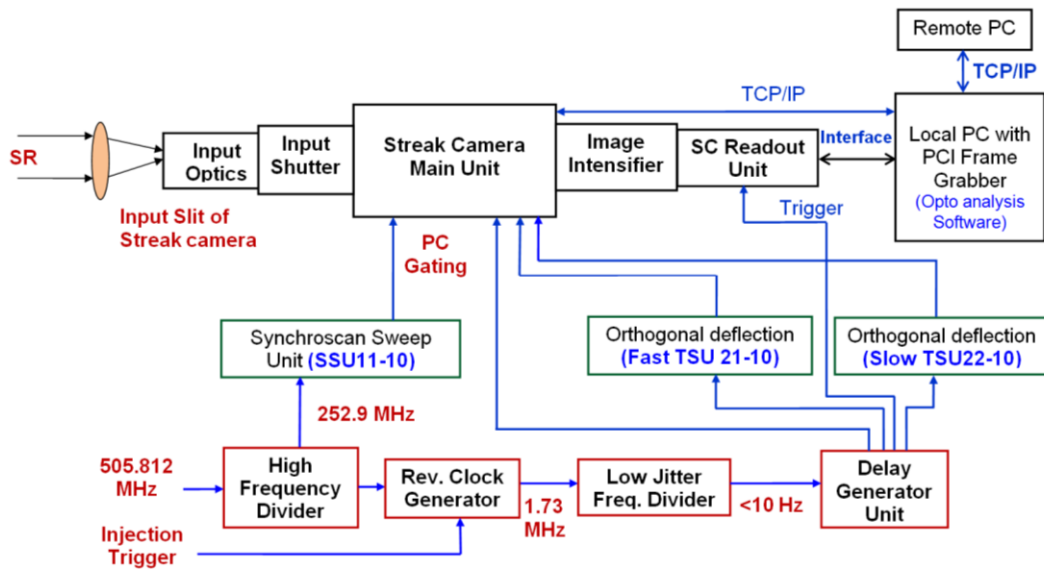 Remote PC
TCP/IP
TCP/IP
SR
Input
Optics
Input
Shutter
Streak Camera
Main Unit
Image
Intensifier
SC Readout
Unit
Interface
Local PC with
PCI Frame
Grabber
(Opto analysis
Software)
Input Slit of
Streak camera
PC
Gating
Trigger
Synchroscan Sweep
Unit (SSU11-10)
Orthogonal deflection
(Fast TSU 21-10)
Orthogonal deflection
(Slow TSU22-10)
252.9 MHz
505.812
MHz
High
Frequency
Divider
Rev. Clock
Generator
1.73
MHz
Low Jitter
Freq. Divider
<10 Hz
Delay
Generator
Unit
Injection
Trigger